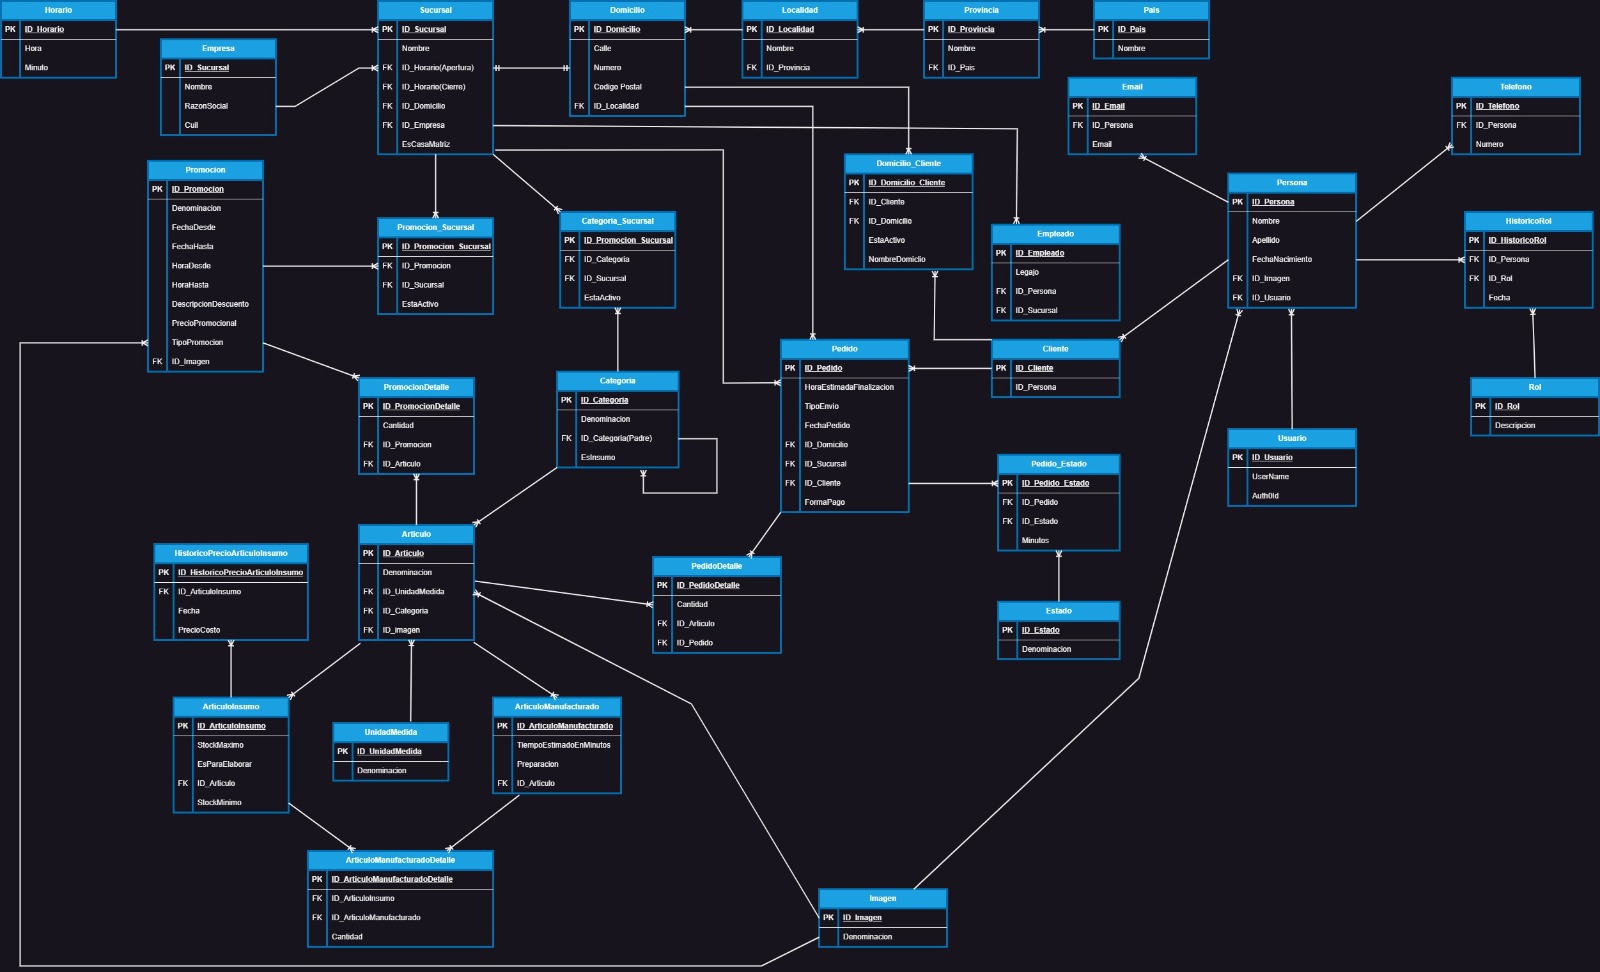 Horario
PK ID_Horario
Hora
Minuto
Empresa
PK ID_Sucursal
Nombre
RazonSocial
Cuil
Sucursal
PK ID_Sucursal
Nombre
FK ID_Horario(Apertura)
FK ID_Horario(Cierre)
FK ID_Domicilio
FK ID_Empresa
EsCasaMatriz
Domicilio
PK ID_Domicilio
Calle
Numero
Codigo Postal
FK ID_Localidad
Localidad
PK ID_Localidad
Nombre
FK ID_Provincia
Provincia
PK ID_Provincia
Nombre
FK ID_Pais
Pais
PK ID_Pais
Nombre
Email
PK ID_Email
FK ID_Persona
Email
Telefono
PK ID_Telefono
FK ID_Persona
Numero
Promocion
PK ID_Promocion
Denominacion
FechaDesde
FechaHasta
HoraDesde
HoraHasta
DescripcionDescuento
PrecioPromocional
TipoPromocion
FK ID_Imagen
Promocion_Sucursal
PK ID_Promocion_Sucursal
FK ID_Promocion
FK ID_Sucursal
EstaActivo
Categoria_Sucursal
PK ID_Promocion_Sucursal
FK ID_Categoria
FK ID_Sucursal
EstaActivo
Domicilio_Cliente
PK ID_Domicilio_Cliente
FK ID_Cliente
FK ID_Domicilio
EstaActivo
NombreDomiclio
Empleado
PK ID_Empleado
Legajo
FK ID_Persona
FK ID_Sucursal
Persona
PK ID_Persona
Nombre
Apellido
FechaNacimiento
FK ID_Imagen
FK ID_Usuario
HistoricoRol
PK ID_HistoricoRol
FK ID_Persona
FK ID_Rol
Fecha
PromocionDetalle
PK ID_PromocionDetalle
Cantidad
FK ID_Promocion
FK ID_Articulo
Categoria
PK ID_Categoria
Denominacion
FK ID_Categoria(Padre)
EsInsumo
Pedido
PK ID_Pedido
HoraEstimadaFinalizacion
TipoEnvio
FechaPedido
FK ID_Domicilio
FK ID_Sucursal
FK ID_Cliente
FormaPago
Cliente
PK ID_Cliente
ID_Persona
Rol
PK ID_Rol
Descripcion
Usuario
PK ID_Usuario
UserName
Auth0Id
Pedido_Estado
PK ID_Pedido_Estado
FK ID_Pedido
FK ID_Estado
Minutos
HistoricoPrecioArticuloInsumo
PK ID_HistoricoPrecioArticuloInsumo
FK ID_ArticuloInsumo
Fecha
PrecioCosto
Articulo
PK ID_Articulo
Denominacion
FK ID_UnidadMedida
FK ID_Categoria
FK ID_imagen
PedidoDetalle
PK ID_PedidoDetalle
Cantidad
FK ID_Articulo
FK ID_Pedido
Estado
PK ID_Estado
Denominacion
ArticuloInsumo
PK ID_ArticuloInsumo
StockMaximo
EsParaElaborar
FK ID_Articulo
StockMinimo
UnidadMedida
PK ID_UnidadMedida
Denominacion
ArticuloManufacturado
PK ID_ArticuloManufacturado
TiempoEstimadoEnMinutos
Preparacion
FK ID_Articulo
ArticuloManufacturadoDetalle
PK ID_ArticuloManufacturadoDetalle
FK ID_ArticuloInsumo
FK ID_ArticuloManufacturado
Cantidad
Imagen
PK ID_Imagen
Denominacion